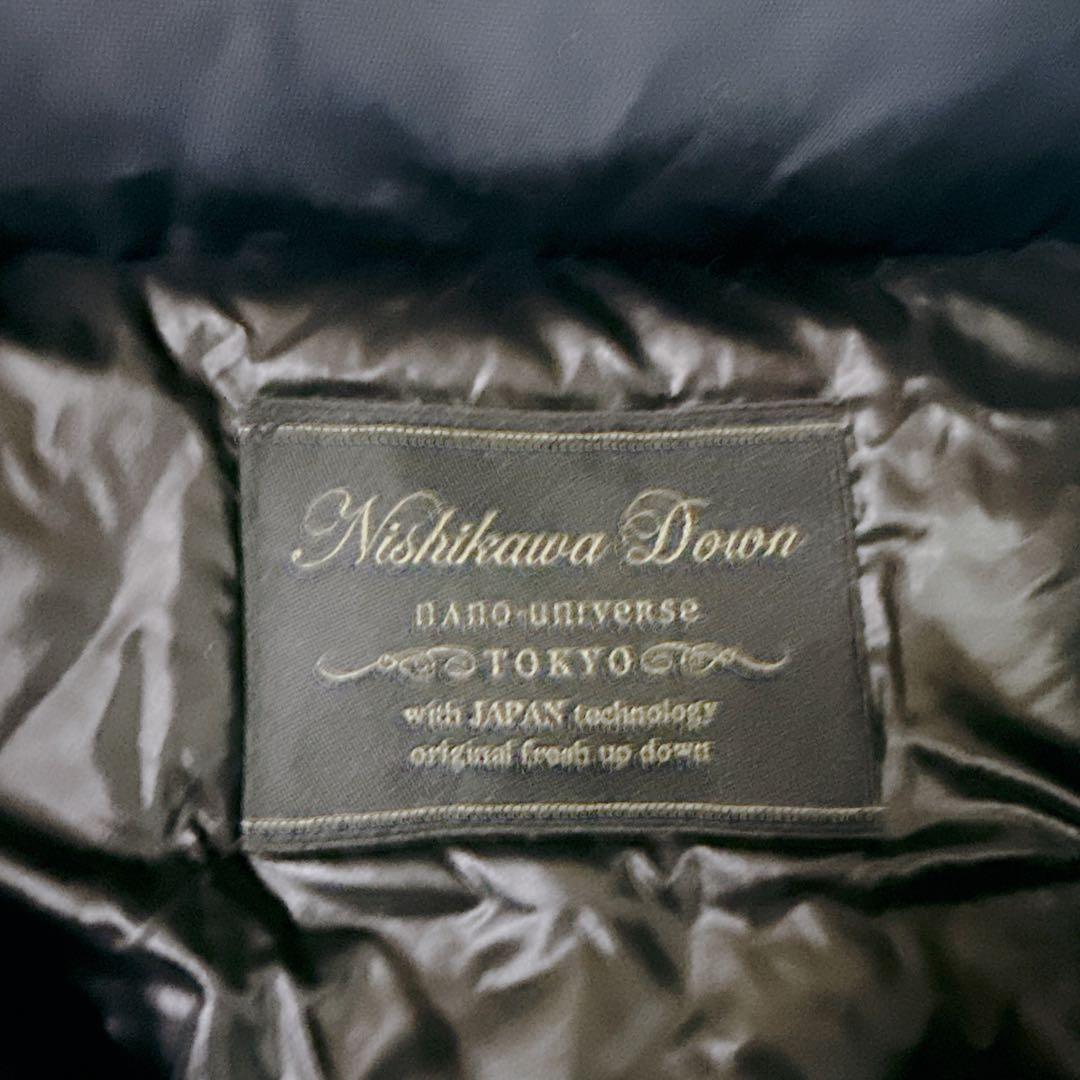 Nishikawa Down
nano·universe
TOKYO
with JAPAN technology
original fresh up down